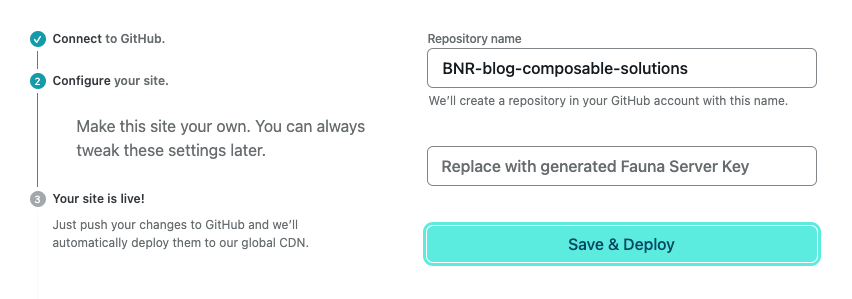 Connect to GitHub.
2 Configure your site.
Make this site your own. You can always
tweak these settings later.
3 Your site is live!
Just push your changes to GitHub and we'll
automatically deploy them to our global CDN.
Repository name
BNR-blog-composable-solutions
We'll create a repository in your GitHub account with this name.
Replace with generated Fauna Server Key
Save & Deploy